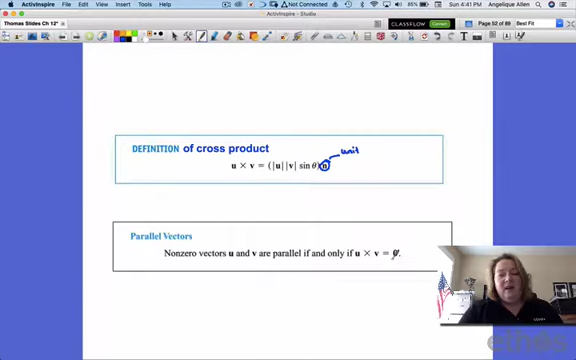 ActivInspire File Edit View Insert Tools Help Not Connected Sun 4:41 PM Angelique Allen
ActivInspire - Studio
Thomas Slides Ch 12* CLASSFLOW Connect Page 52 of 89 Best Fit
DEFINITION of cross product
unit
u × v = (|u| |v| sin θ) n
Parallel Vectors
Nonzero vectors u and v are parallel if and only if u × v = 0.
ethos